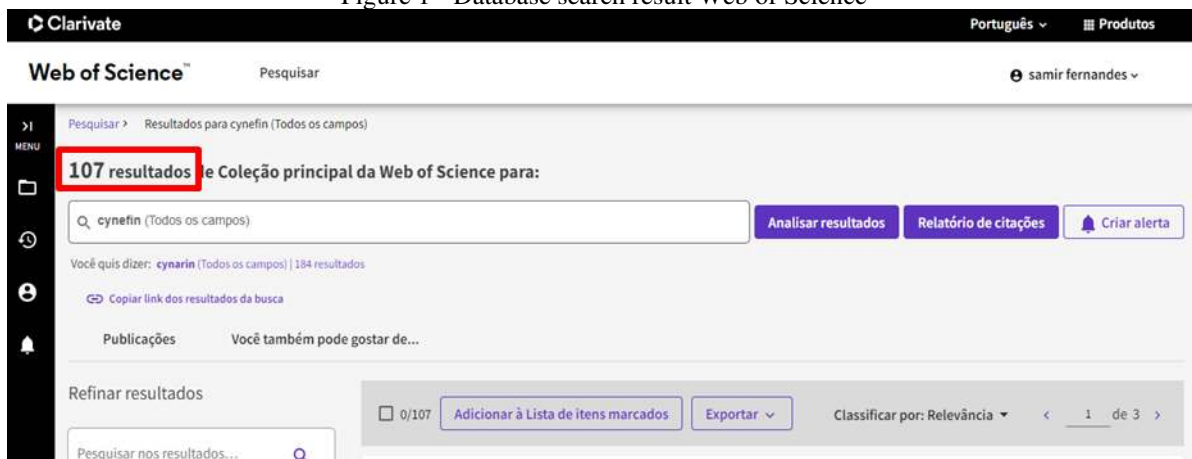 Figure 1 - Database search result Web of Science
Clarivate
Português
Produtos
Web of Science™
Pesquisar
samir fernandes
MENU
Pesquisar > Resultados para cynefin (Todos os campos)
107 resultados de Coleção principal da Web of Science para:
cynefin (Todos os campos)
Analisar resultados
Relatório de citações
Criar alerta
Você quis dizer: cynarin (Todos os campos) | 184 resultados
Copiar link dos resultados da busca
Publicações
Você também pode gostar de...
Refinar resultados
0/107
Adicionar à Lista de itens marcados
Exportar
Classificar por: Relevância
< 1 de 3 >
Pesquisar nos resultados...